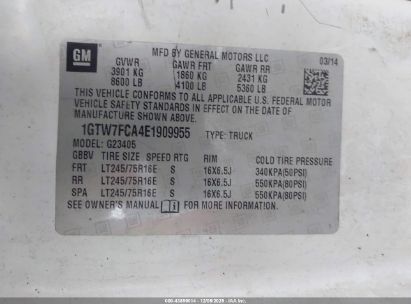 GM
MFD BY GENERAL MOTORS LLC
03/14
GVWR GAWR FRT GAWR RR
3901 KG 1860 KG 2431 KG
8600 LB 4100 LB 5360 LB
THIS VEHICLE CONFORMS TO ALL APPLICABLE U.S. FEDERAL MOTOR
VEHICLE SAFETY STANDARDS IN EFFECT ON THE DATE OF
MANUFACTURE SHOWN ABOVE.
1GTW7FCA4E1909955 TYPE: TRUCK
MODEL: G23405
GBBV TIRE SIZE SPEED RTG RIM COLD TIRE PRESSURE
FRT LT245/75R16E S 16X6.5J 340KPA(50PSI)
RR LT245/75R16E S 16X6.5J 550KPA(80PSI)
SPA LT245/75R16E S 16X6.5J 550KPA(80PSI)
SEE OWNER'S MANUAL FOR MORE INFORMATION